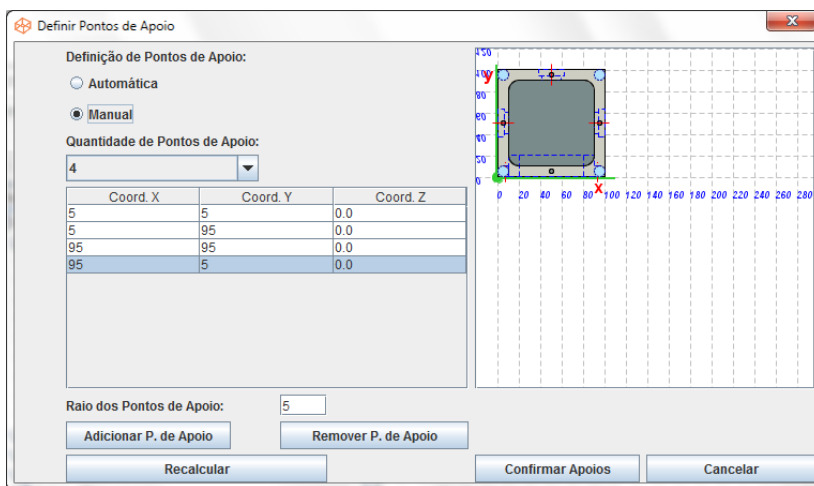 Definir Pontos de Apoio
X
Definição de Pontos de Apoio:
Automática
Manual
Quantidade de Pontos de Apoio:
4
Coord. X Coord. Y Coord. Z
5 5 0.0
5 95 0.0
95 95 0.0
95 5 0.0
Raio dos Pontos de Apoio: 5
Adicionar P. de Apoio Remover P. de Apoio
Recalcular Confirmar Apoios Cancelar
120
100
y
80
60
40
20
0
x
0 20 40 60 80 100 120 140 160 180 200 220 240 260 280